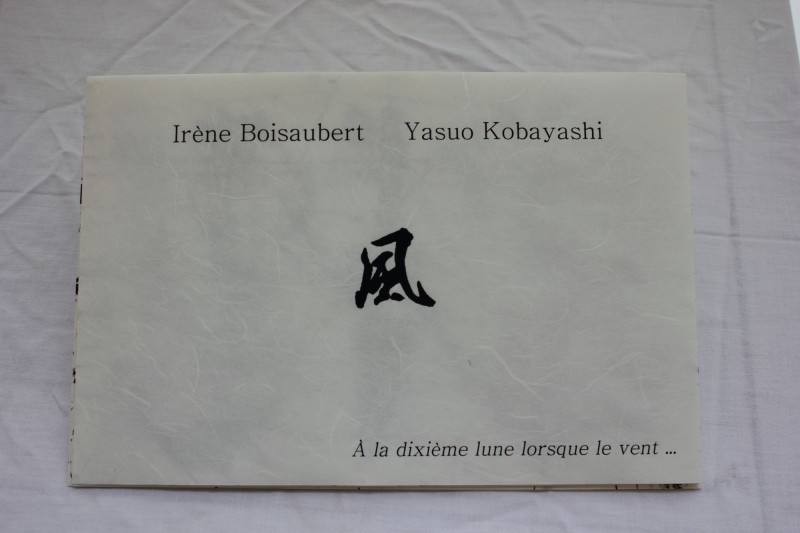 Irène Boisaubert Yasuo Kobayashi
風
À la dixième lune lorsque le vent ...